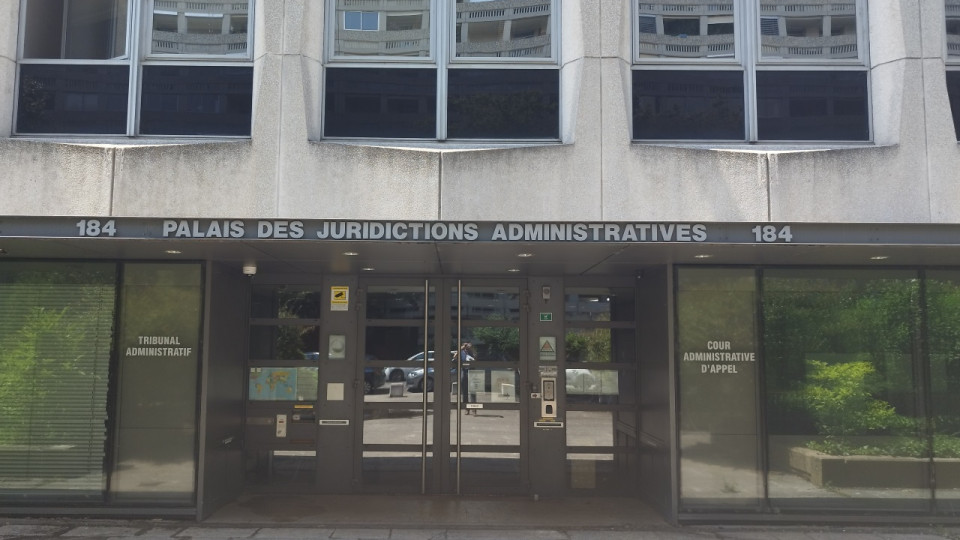 184 PALAIS DES JURIDICTIONS ADMINISTRATIVES 184
TRIBUNAL
ADMINISTRATIF
COUR
ADMINISTRATIVE
D'APPEL